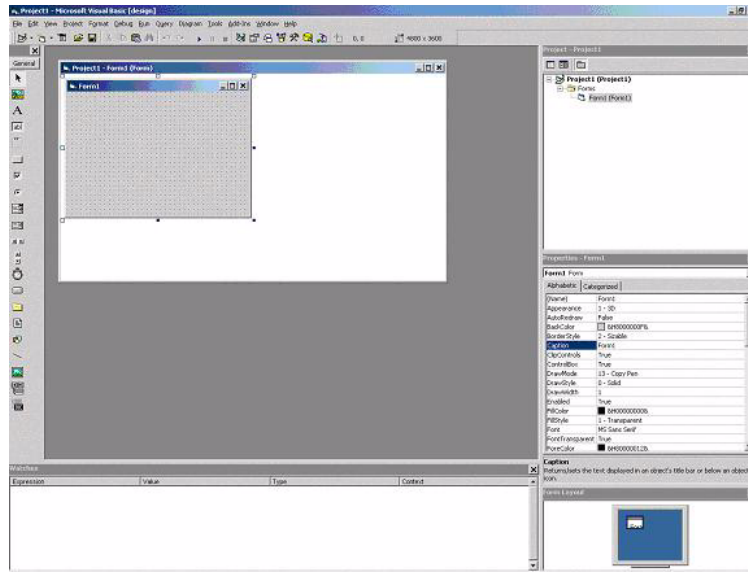 Project1 - Microsoft Visual Basic [design]
File Edit View Project Format Debug Run Query Diagram Tools Add-Ins Window Help
0, 0
4800 x 3600
General
Project1 - Form1 (Form)
Form1
Project - Project1
Project1 (Project1)
Forms
Form1 (Form1)
Properties - Form1
Form1 Form
Alphabetic Categorized
(Name) Form1
Appearance 1 - 3D
AutoRedraw False
BackColor &H8000000F&
BorderStyle 2 - Sizable
Caption Form1
ClipControls True
ControlBox True
DrawMode 13 - Copy Pen
DrawStyle 0 - Solid
DrawWidth 1
Enabled True
FillColor &H00000000&
FillStyle 1 - Transparent
Font MS Sans Serif
FontTransparent True
ForeColor &H80000012&
Caption
Returns/sets the text displayed in an object's title bar or below an object's icon.
Watches
Expression Value Type Context
Form Layout